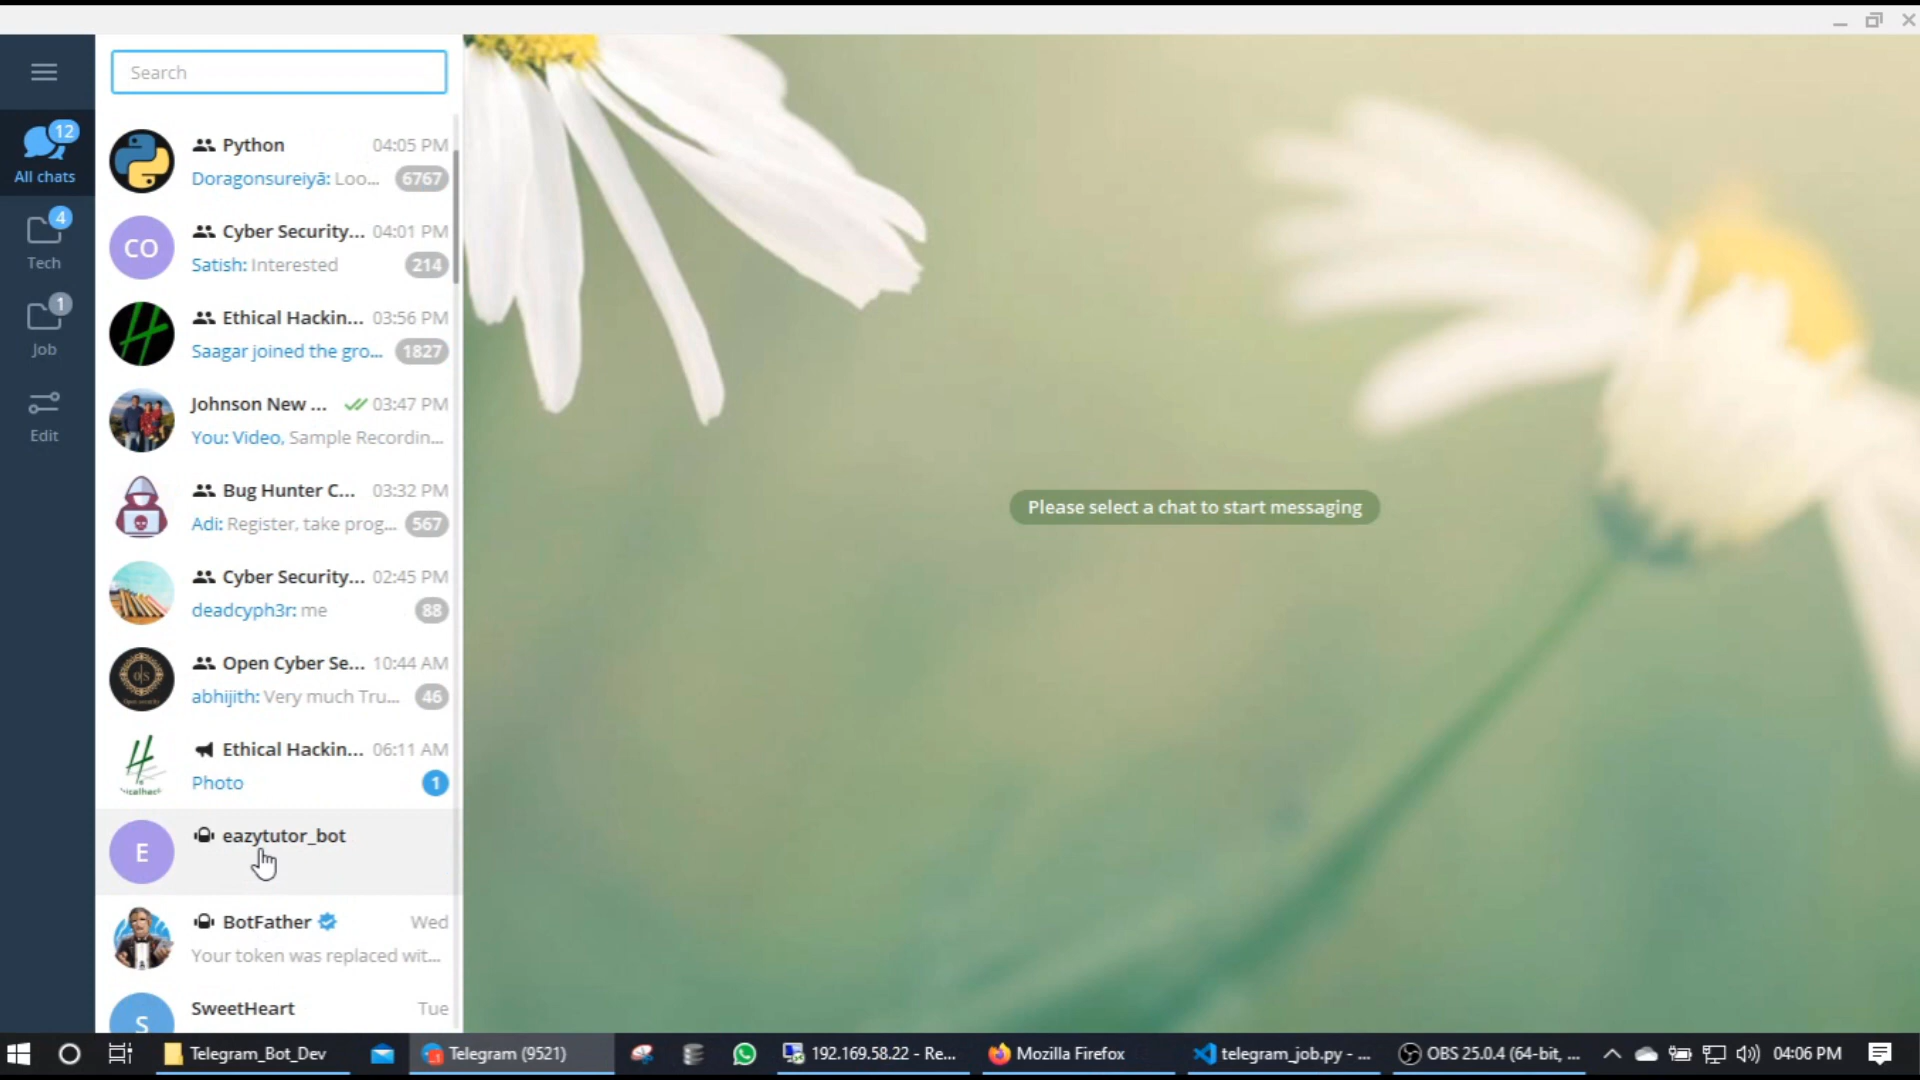 Search
12
All chats
4
Tech
1
Job
Edit
Python 04:05 PM
Doragonsureiyā: Loo... 6767
CO
Cyber Security... 04:01 PM
Satish: Interested 214
Ethical Hackin... 03:56 PM
Saagar joined the gro... 1827
Johnson New ... 03:47 PM
You: Video, Sample Recordin...
Bug Hunter C... 03:32 PM
Adi: Register, take prog... 567
Cyber Security... 02:45 PM
deadcyph3r: me 88
Open Cyber Se... 10:44 AM
abhijith: Very much Tru... 46
Ethical Hackin... 06:11 AM
Photo 1
E
eazytutor_bot
BotFather Wed
Your token was replaced wit...
S
SweetHeart Tue
Please select a chat to start messaging
Telegram_Bot_Dev
Telegram (9521)
192.169.58.22 - Re...
Mozilla Firefox
telegram_job.py - ...
OBS 25.0.4 (64-bit, ...
04:06 PM